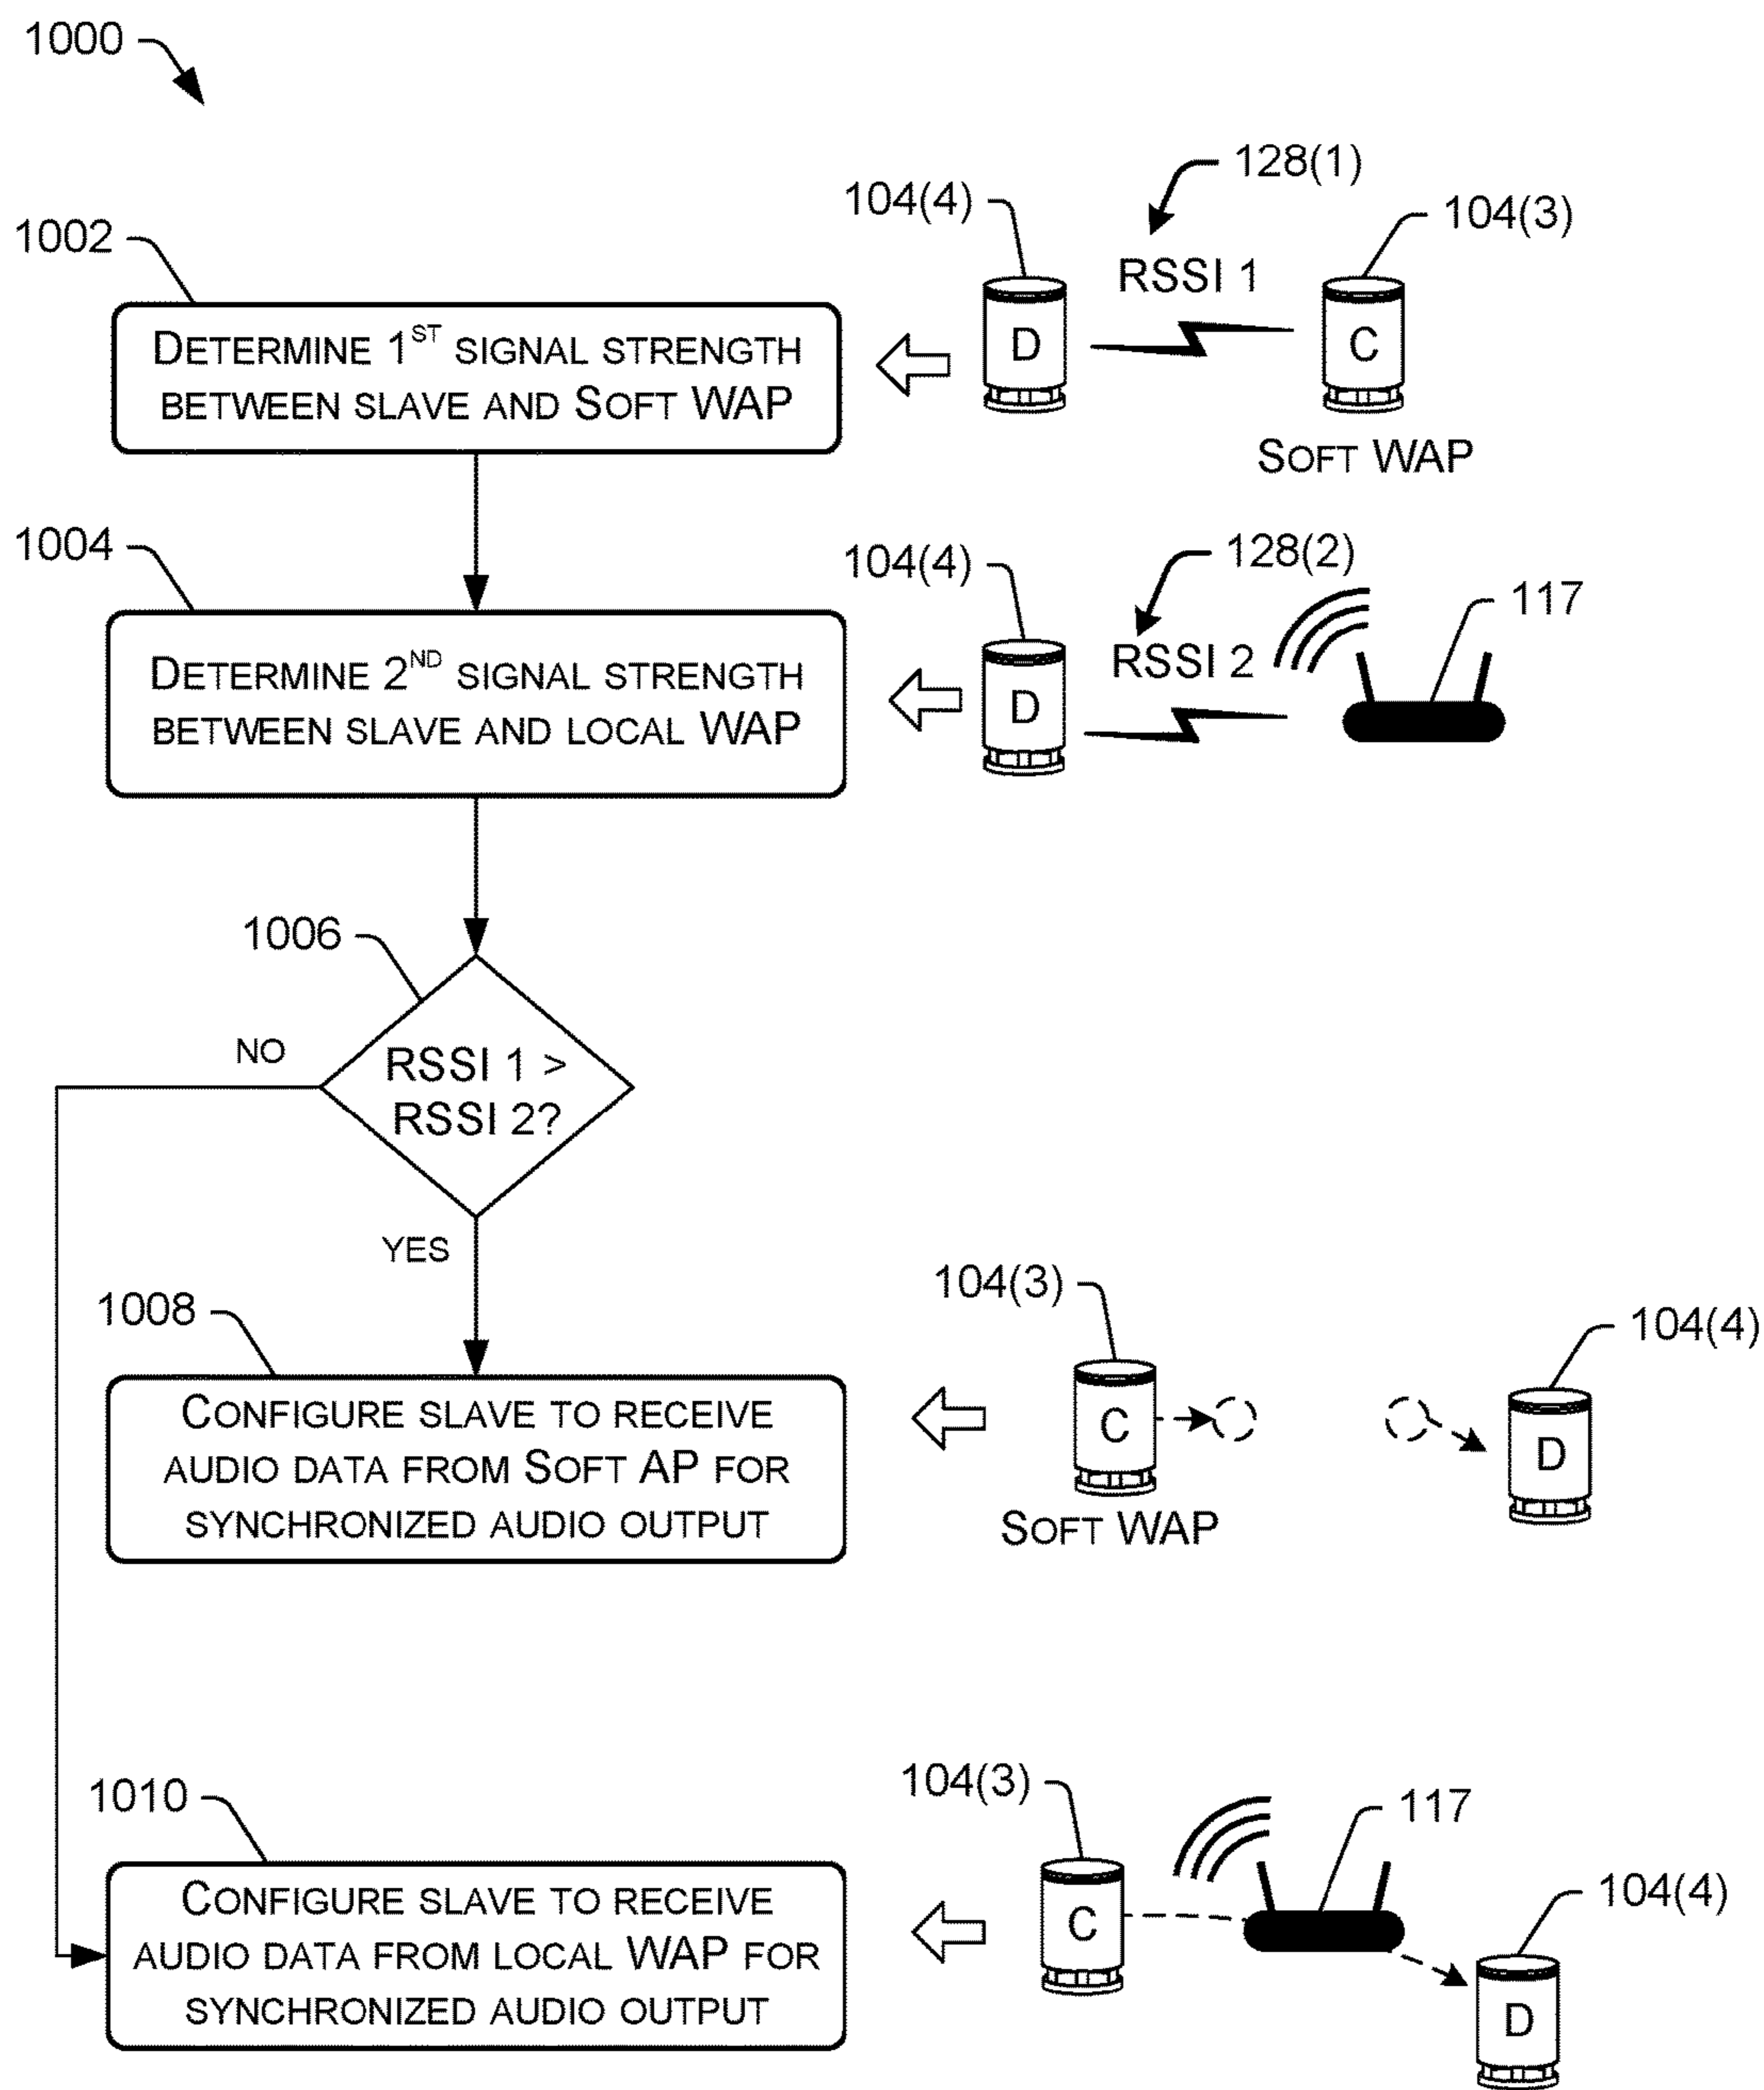 1000
128(1)
104(4)
104(3)
1002
RSSI 1
DETERMINE 1ST SIGNAL STRENGTH
BETWEEN SLAVE AND SOFT WAP
D
C
SOFT WAP
1004
104(4)
128(2)
117
RSSI 2
DETERMINE 2ND SIGNAL STRENGTH
BETWEEN SLAVE AND LOCAL WAP
D
1006
NO
RSSI 1 >
RSSI 2?
YES
1008
104(3)
104(4)
CONFIGURE SLAVE TO RECEIVE
AUDIO DATA FROM SOFT AP FOR
SYNCHRONIZED AUDIO OUTPUT
C
D
SOFT WAP
1010
104(3)
117
104(4)
CONFIGURE SLAVE TO RECEIVE
AUDIO DATA FROM LOCAL WAP FOR
SYNCHRONIZED AUDIO OUTPUT
C
D